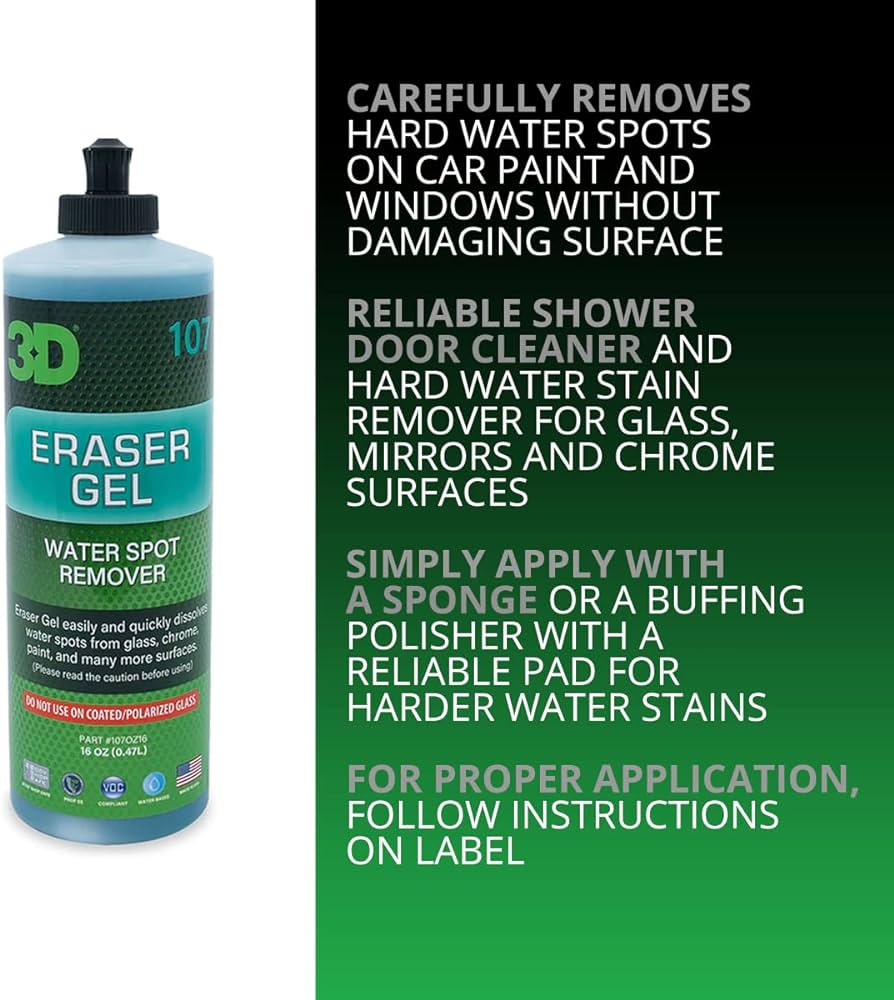 3D®
107
ERASER
GEL
WATER SPOT
REMOVER
Eraser Gel easily and quickly dissolves
water spots from glass, chrome,
paint, and many more surfaces.
(Please read the caution before using)
DO NOT USE ON COATED/POLARIZED GLASS
PART #107OZ16
16 OZ (0.47L)
VOC
PROP 65
COMPLIANT
WATER BASED
CAREFULLY REMOVES
HARD WATER SPOTS
ON CAR PAINT AND
WINDOWS WITHOUT
DAMAGING SURFACE
RELIABLE SHOWER
DOOR CLEANER AND
HARD WATER STAIN
REMOVER FOR GLASS,
MIRRORS AND CHROME
SURFACES
SIMPLY APPLY WITH
A SPONGE OR A BUFFING
POLISHER WITH A
RELIABLE PAD FOR
HARDER WATER STAINS
FOR PROPER APPLICATION,
FOLLOW INSTRUCTIONS
ON LABEL